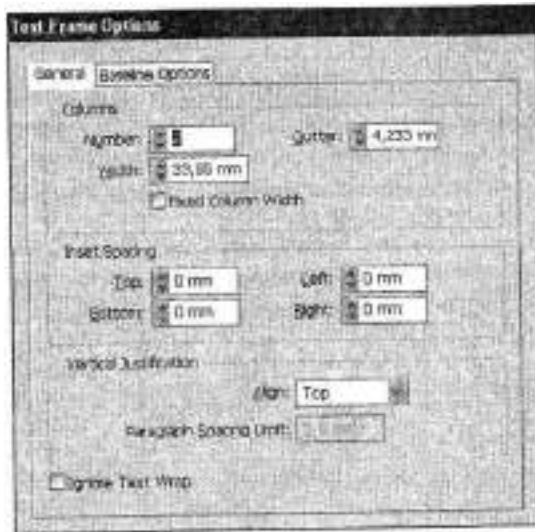 Text Frame Options
General Baseline Options
Columns
Number: Gutter: 4,233 mm
Width: mm
Fixed Column Width
Inset Spacing
Top: 0 mm Left: 0 mm
Bottom: 0 mm Right: 0 mm
Vertical Justification
Align: Top
Paragraph Spacing Limit:
Ignore Text Wrap